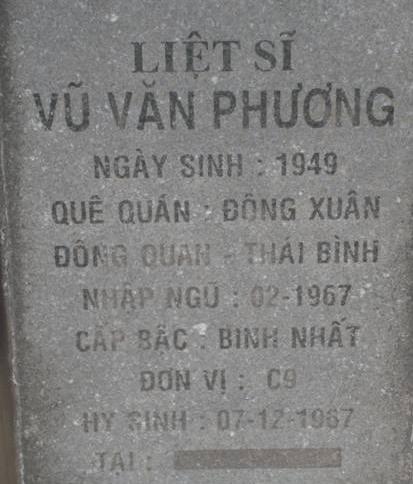 LIỆT SĨ
VŨ VĂN PHƯƠNG
NGÀY SINH : 1949
QUÊ QUÁN : ĐÔNG XUÂN
ĐÔNG QUAN - THÁI BÌNH
NHẬP NGŨ : 02-1967
CẤP BẬC : BINH NHẤT
ĐƠN VỊ : C9
HY SINH : 07-12-1967
TẠI :